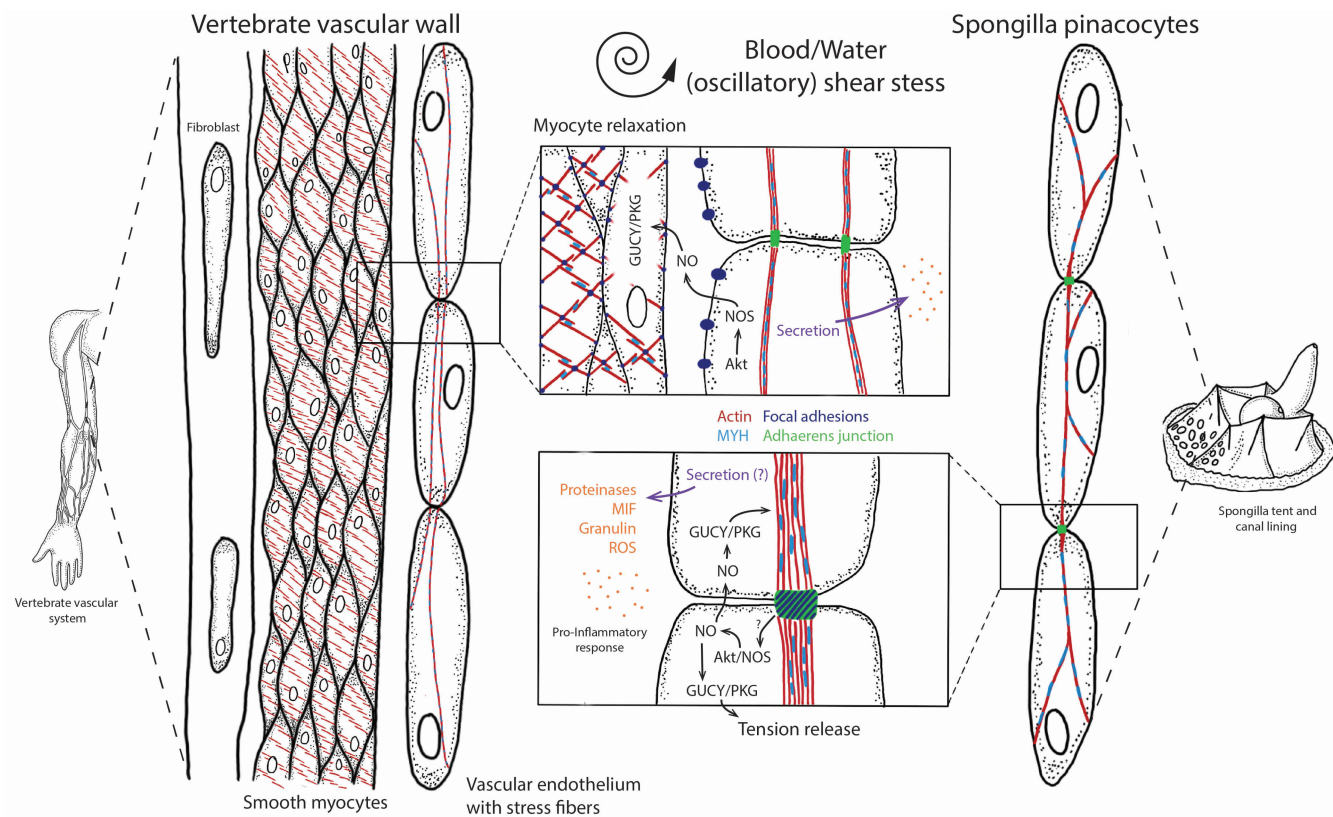 Vertebrate vascular wall
Blood/Water
(oscillatory) shear stess
Spongilla pinacocytes
Fibroblast
Myocyte relaxation
GUCY/PKG
NO
NOS
Akt
Secretion
Actin
Focal adhesions
MYH
Adhaerens junction
Secretion (?)
Proteinases
MIF
Granulin
ROS
GUCY/PKG
NO
NO
?
Akt/NOS
GUCY/PKG
Tension release
Pro-Inflammatory
response
Vertebrate vascular
system
Spongilla tent and
canal lining
Smooth myocytes
Vascular endothelium
with stress fibers